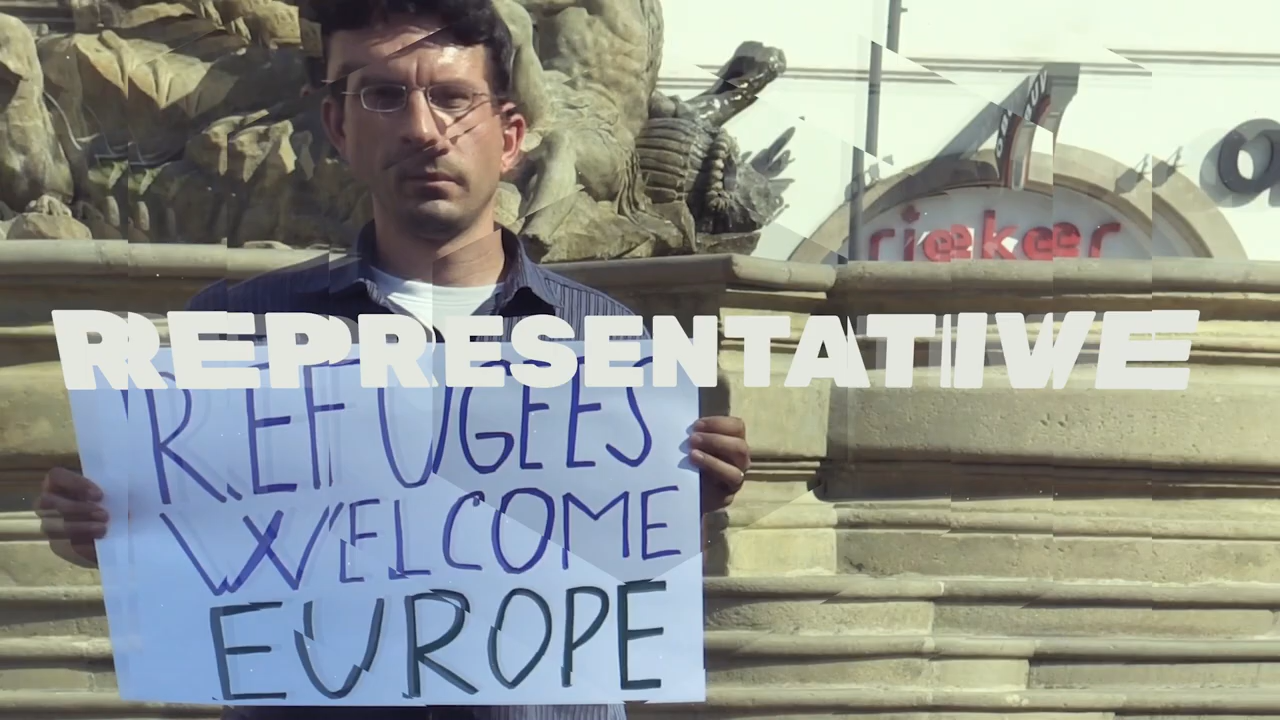 rieker
REPRESENTATIVE
REFUGEES
WELCOME
EUROPE